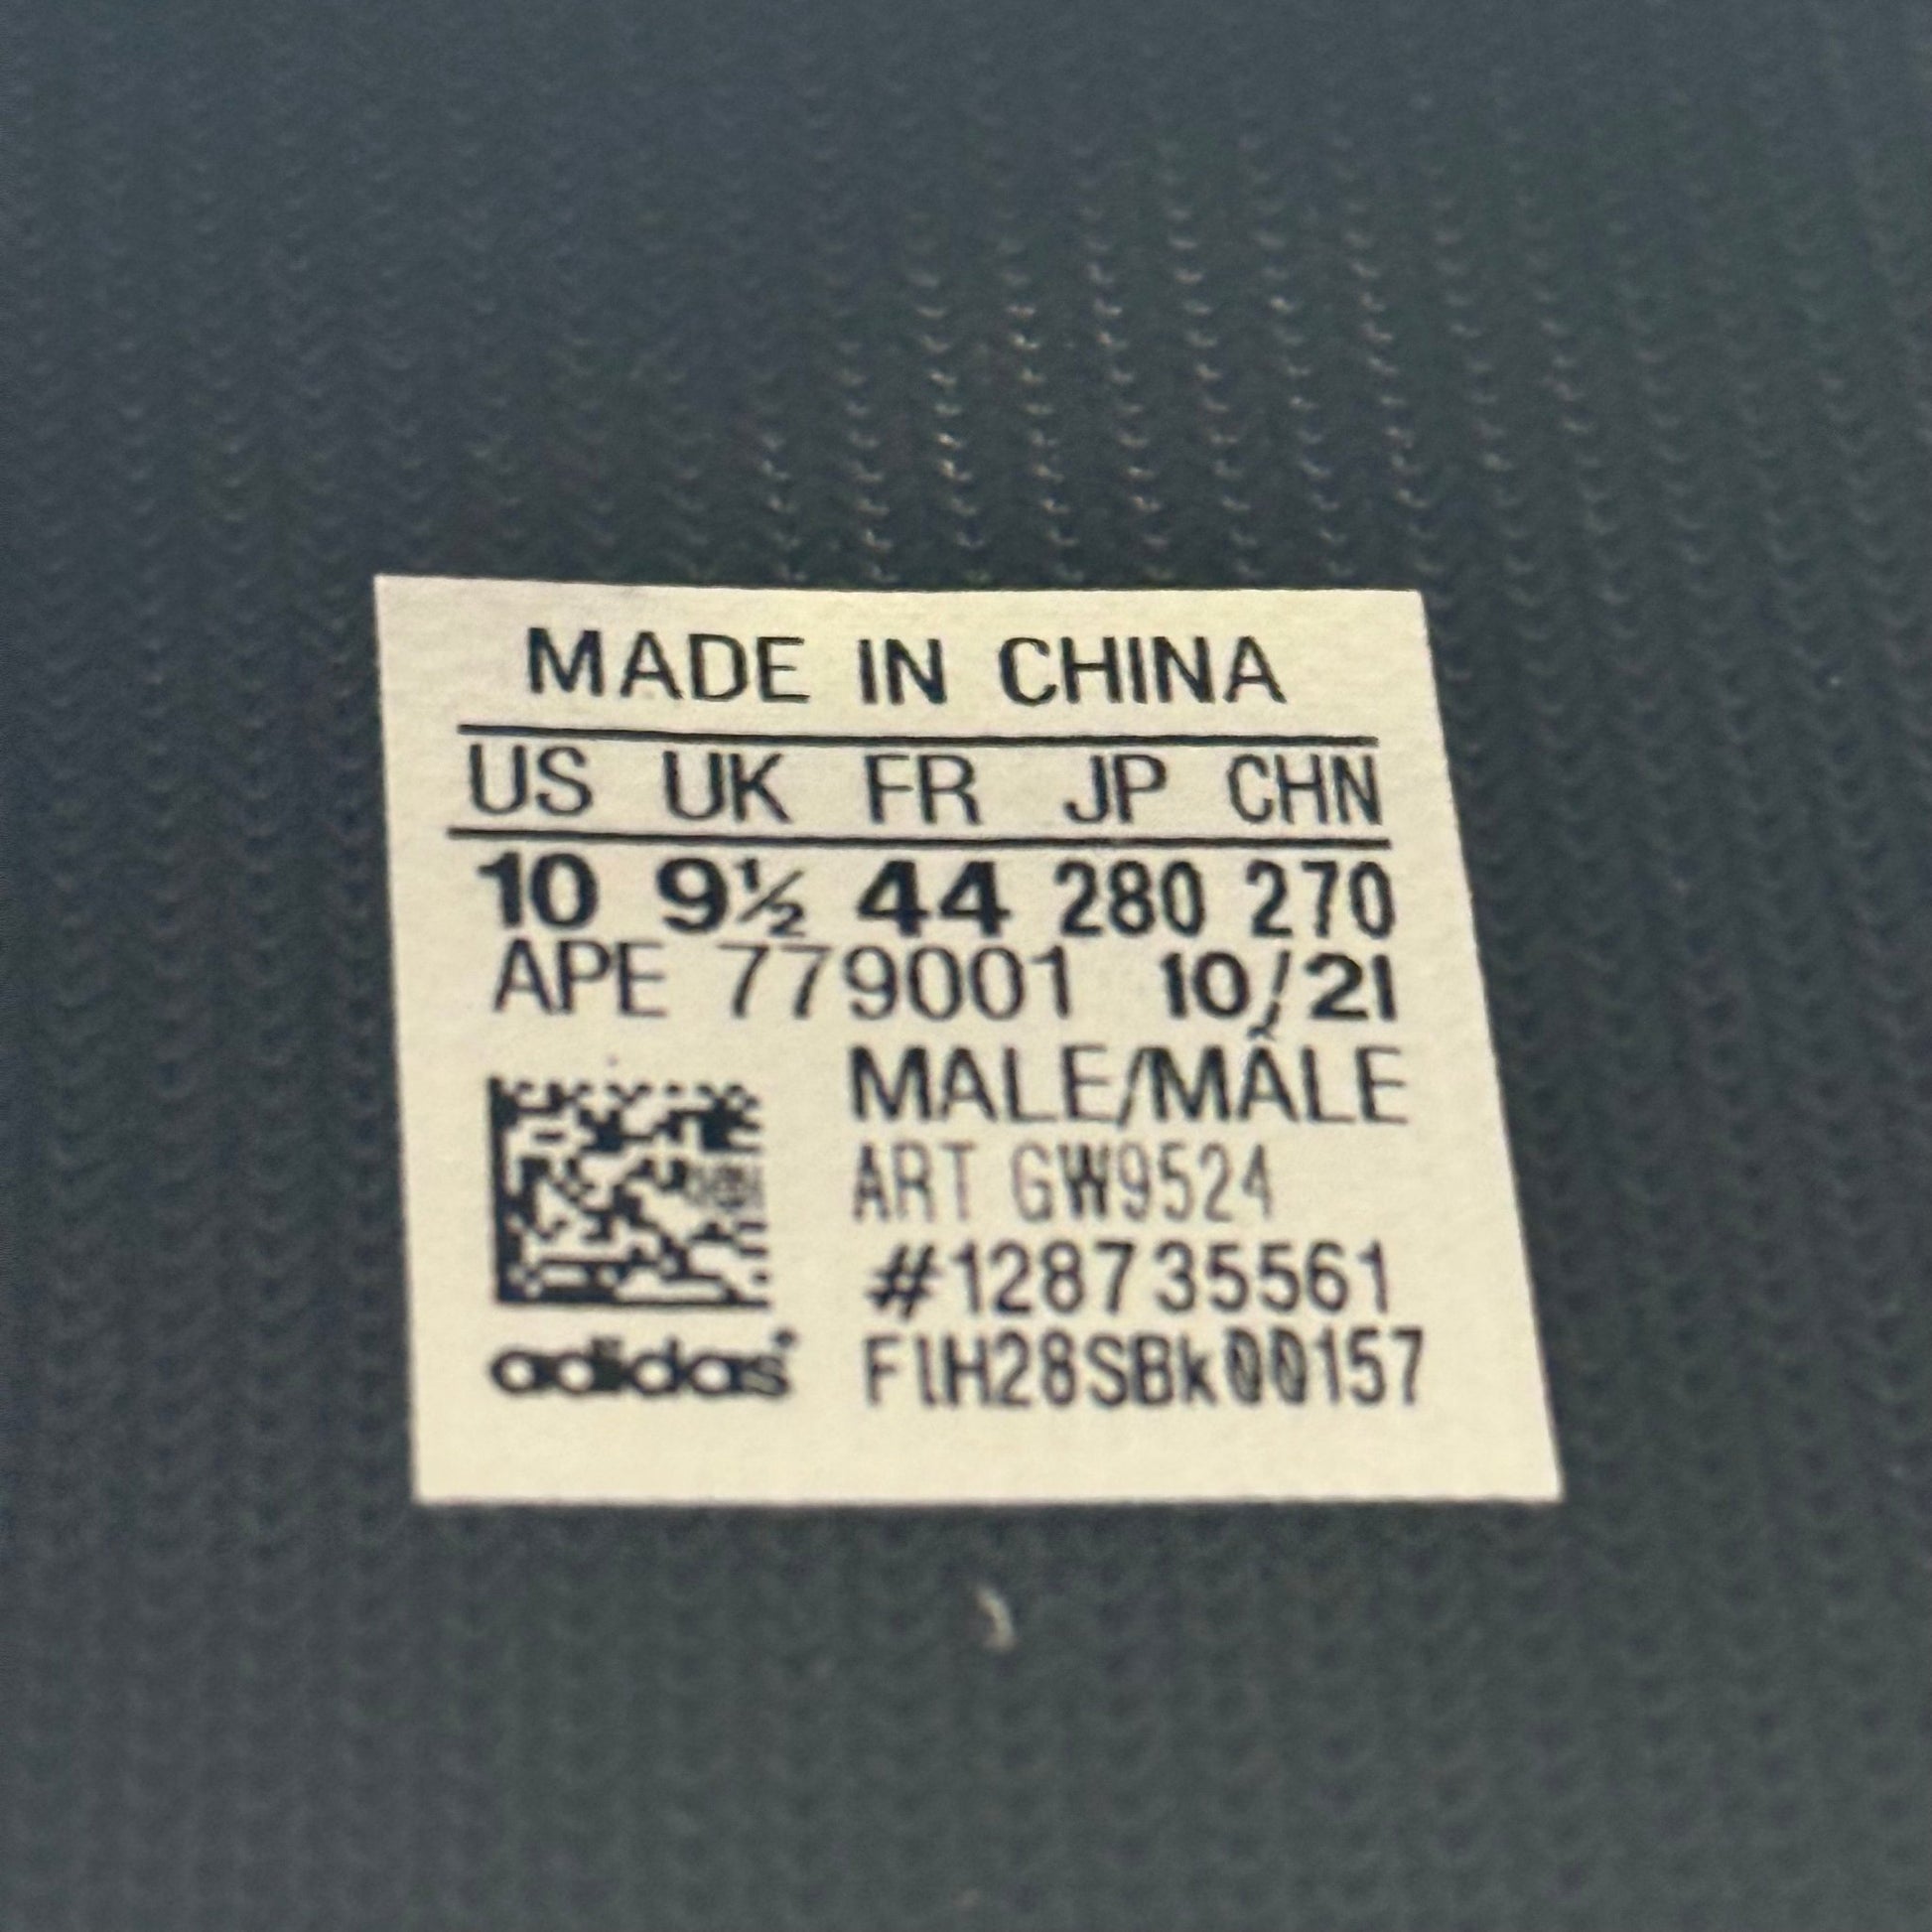 MADE IN CHINA
US UK FR JP CHN
10 9½ 44 280 270
APE 779001 10/21
MALE/MÂLE
ART GW9524
#128735561
F1H28SBk00157
adidas